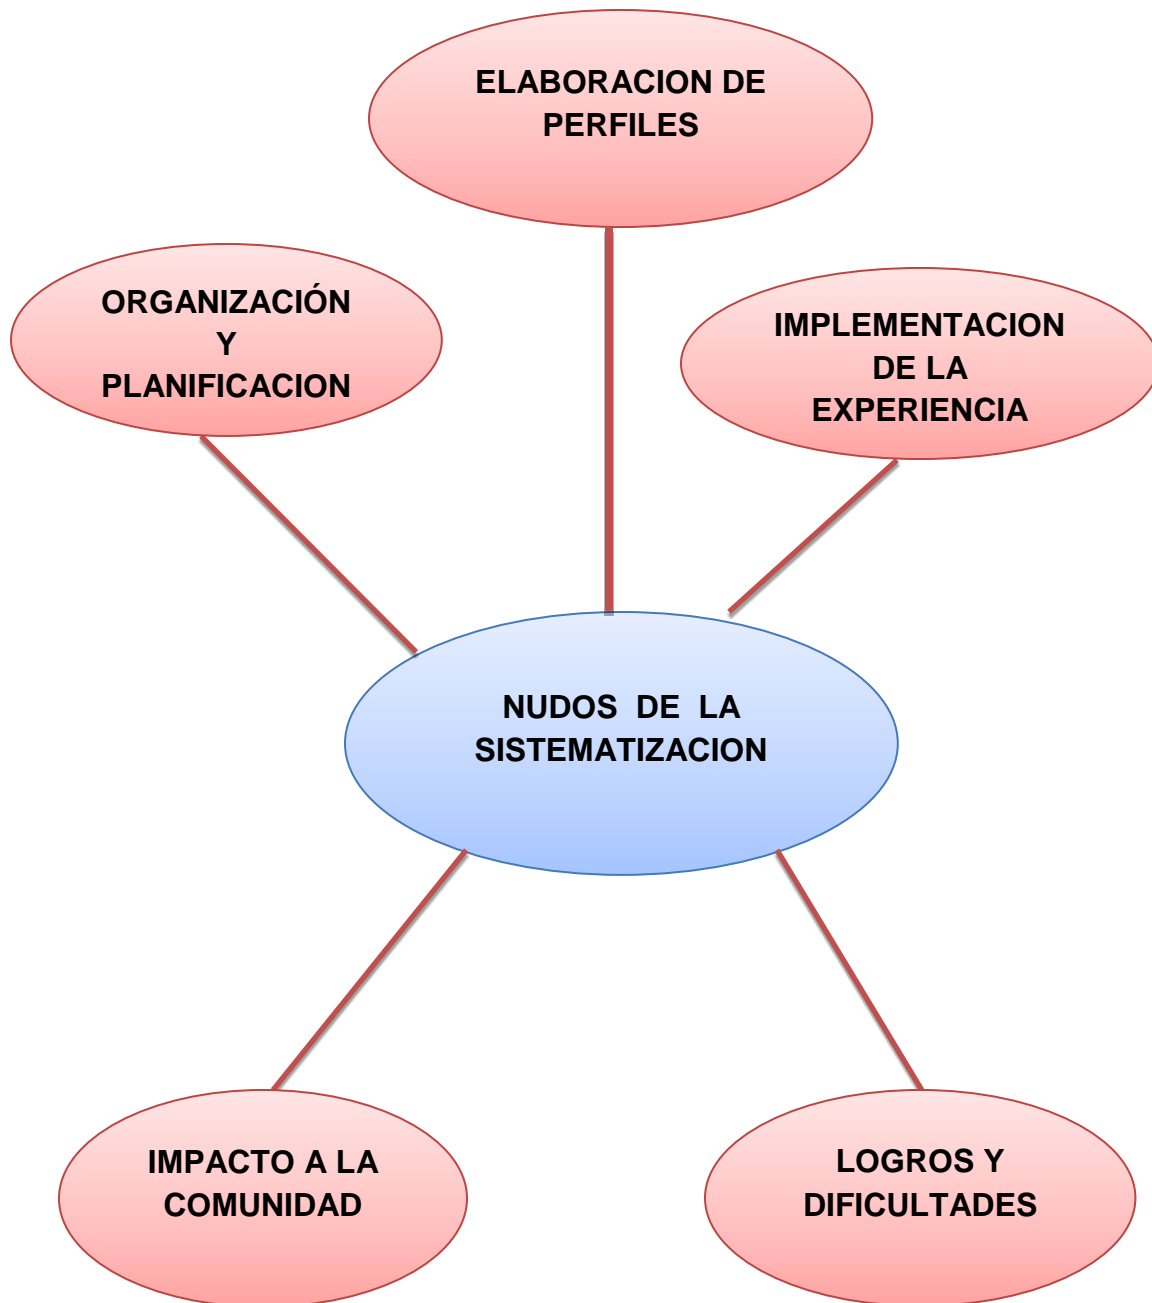 ELABORACION DE
PERFILES
ORGANIZACIÓN
Y
PLANIFICACION
IMPLEMENTACION
DE LA
EXPERIENCIA
NUDOS  DE  LA
SISTEMATIZACION
IMPACTO A LA
COMUNIDAD
LOGROS Y
DIFICULTADES